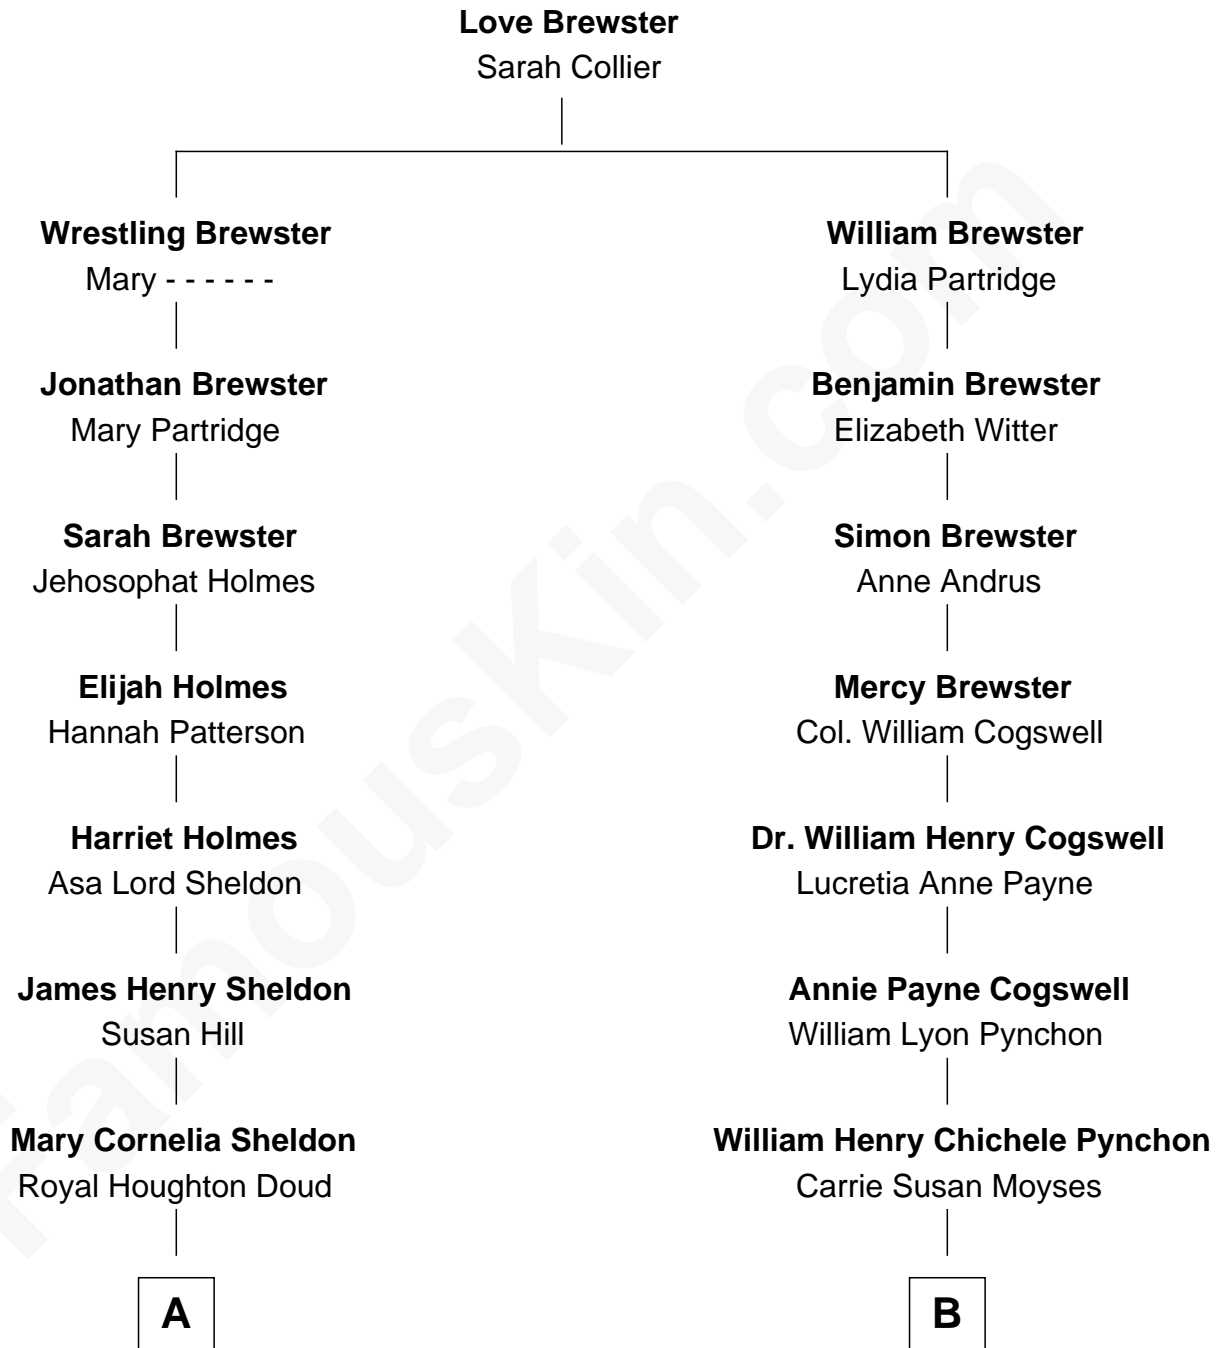 Love Brewster
Sarah Collier
Wrestling Brewster
Mary - - - - - -
Jonathan Brewster
Mary Partridge
Sarah Brewster
Jehosophat Holmes
Elijah Holmes
Hannah Patterson
Harriet Holmes
Asa Lord Sheldon
James Henry Sheldon
Susan Hill
Mary Cornelia Sheldon
Royal Houghton Doud
A
William Brewster
Lydia Partridge
Benjamin Brewster
Elizabeth Witter
Simon Brewster
Anne Andrus
Mercy Brewster
Col. William Cogswell
Dr. William Henry Cogswell
Lucretia Anne Payne
Annie Payne Cogswell
William Lyon Pynchon
William Henry Chichele Pynchon
Carrie Susan Moyses
B
FamousKin.com